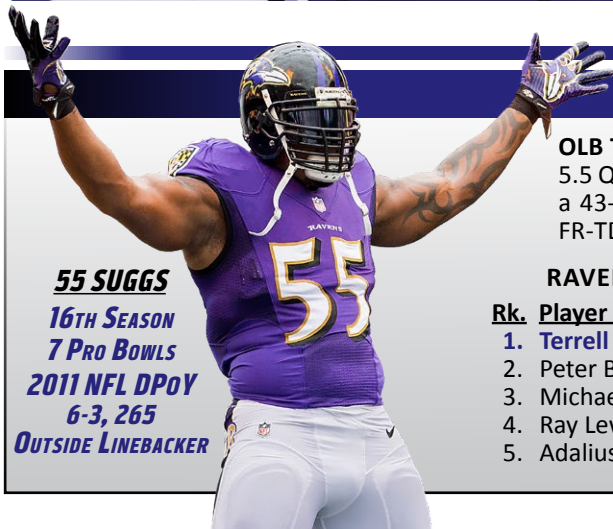 OLB T
5.5 Q
a 43-
FR-TD
RAVENS
55
55 SUGGS
16TH SEASON
7 PRO BOWLS
2011 NFL DPOY
6-3, 265
OUTSIDE LINEBACKER
RAVE
Rk. Player
1. Terrell
2. Peter B
3. Michae
4. Ray Lew
5. Adalius